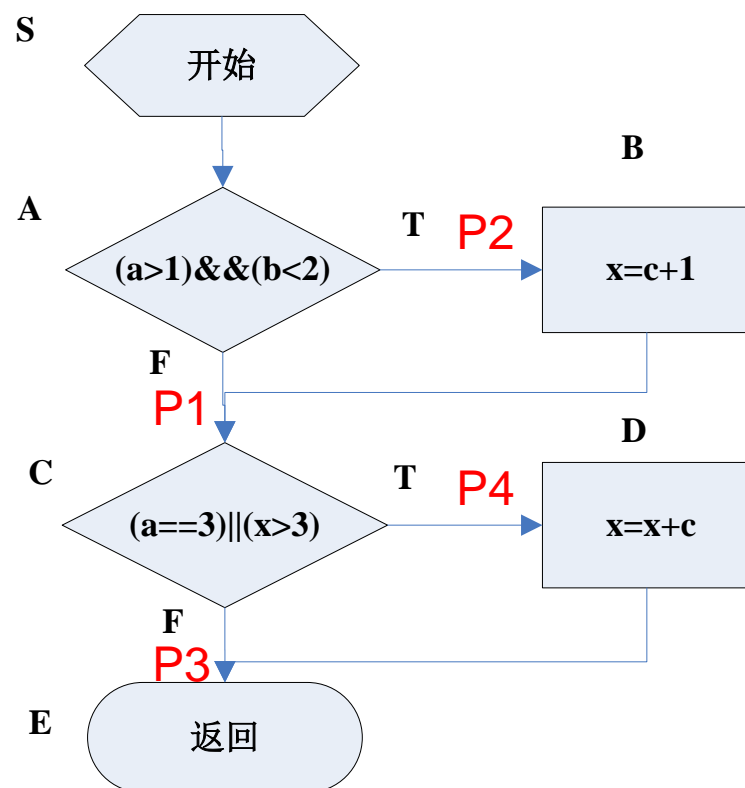 S
开始
B
A
(a>1)&&(b<2)
T
P2
x=c+1
F
P1
D
C
(a==3)||(x>3)
T
P4
x=x+c
F
P3
E
返回